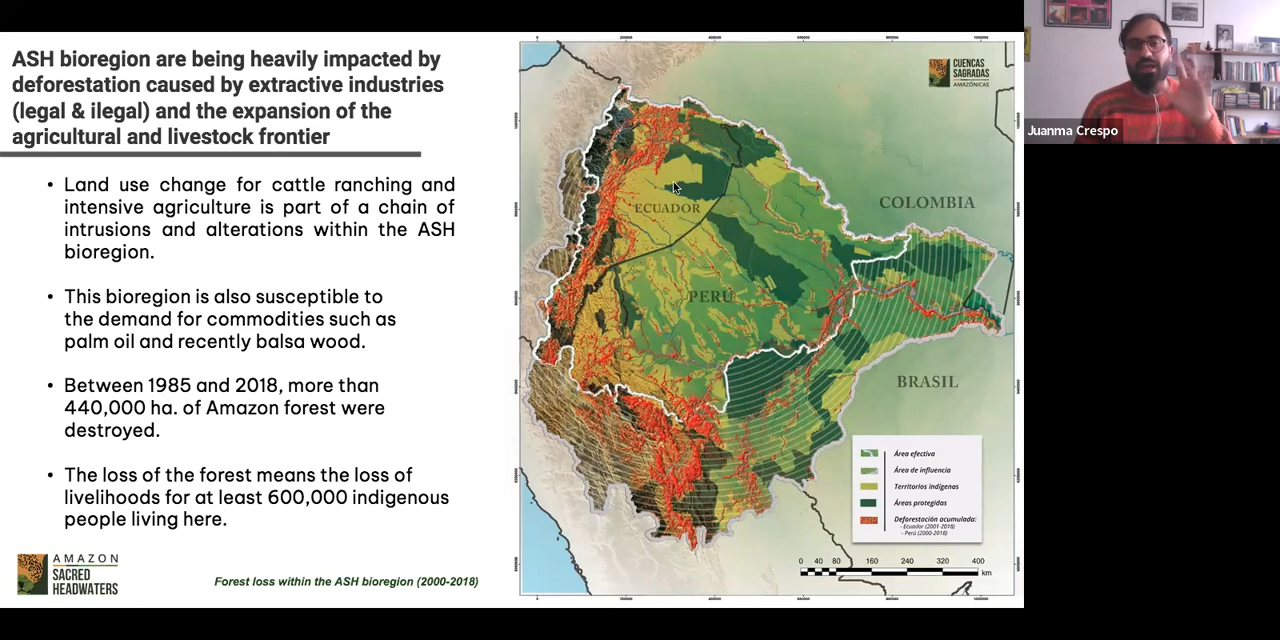 ASH bioregion are being heavily impacted by
deforestation caused by extractive industries
(legal & ilegal) and the expansion of the
agricultural and livestock frontier
• Land use change for cattle ranching and
intensive agriculture is part of a chain of
intrusions and alterations within the ASH
bioregion.
• This bioregion is also susceptible to
the demand for commodities such as
palm oil and recently balsa wood.
• Between 1985 and 2018, more than
440,000 ha. of Amazon forest were
destroyed.
• The loss of the forest means the loss of
livelihoods for at least 600,000 indigenous
people living here.
AMAZON
SACRED
HEADWATERS
Forest loss within the ASH bioregion (2000-2018)
CUENCAS
SAGRADAS
AMAZÓNICAS
COLOMBIA
ECUADOR
PERÚ
BRASIL
Área efectiva
Área de influencia
Territorios indígenas
Áreas protegidas
Deforestación acumulada:
- Ecuador (2001-2018)
- Perú (2000-2018)
0 40 80 160 240 320 400
km
Juanma Crespo